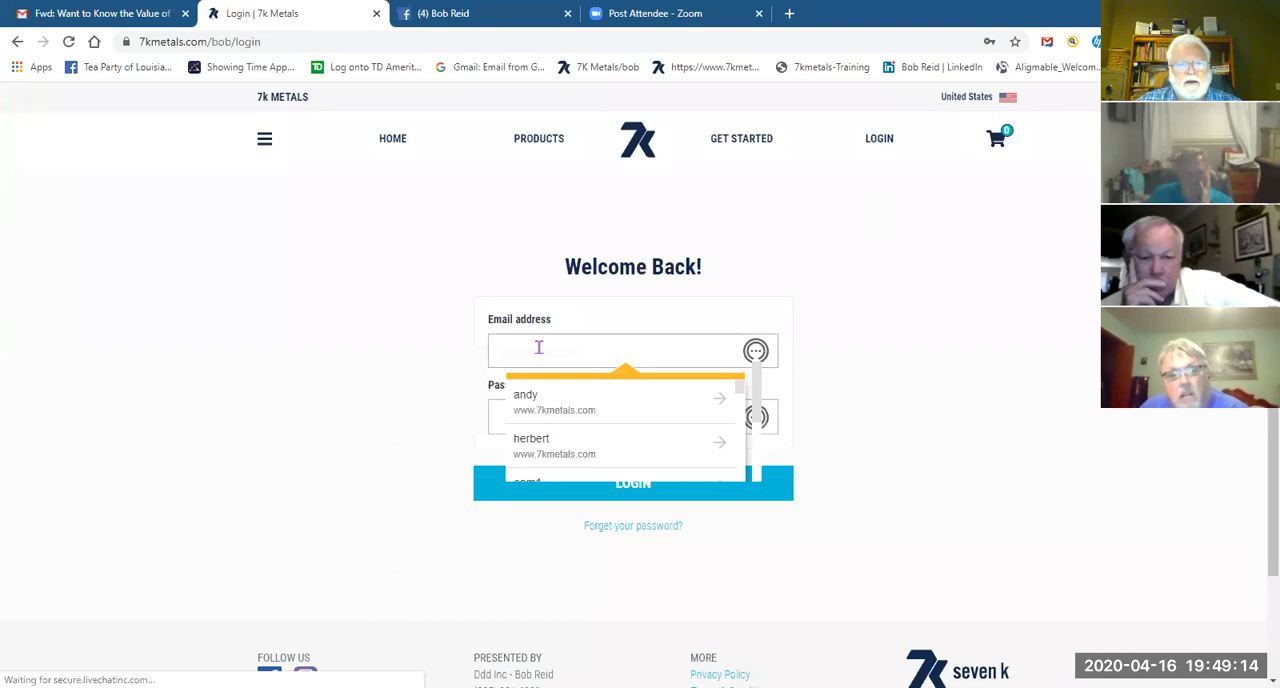 Fwd: Want to Know the Value of
Login | 7k Metals
(4) Bob Reid
Post Attendee - Zoom
7kmetals.com/bob/login
Apps
Tea Party of Louisia...
Showing Time App...
Log onto TD Amerit...
Gmail: Email from G...
7K Metals/bob
https://www.7kmet...
7kmetals-Training
Bob Reid | LinkedIn
Alignable_Welcom...
7k METALS
United States
HOME
PRODUCTS
7k
GET STARTED
LOGIN
0
Welcome Back!
Email address
andy
www.7kmetals.com
herbert
www.7kmetals.com
LOGIN
Forget your password?
FOLLOW US
PRESENTED BY
Ddd Inc - Bob Reid
MORE
Privacy Policy
7k seven k
Waiting for secure.livechatinc.com...
2020-04-16 19:49:14